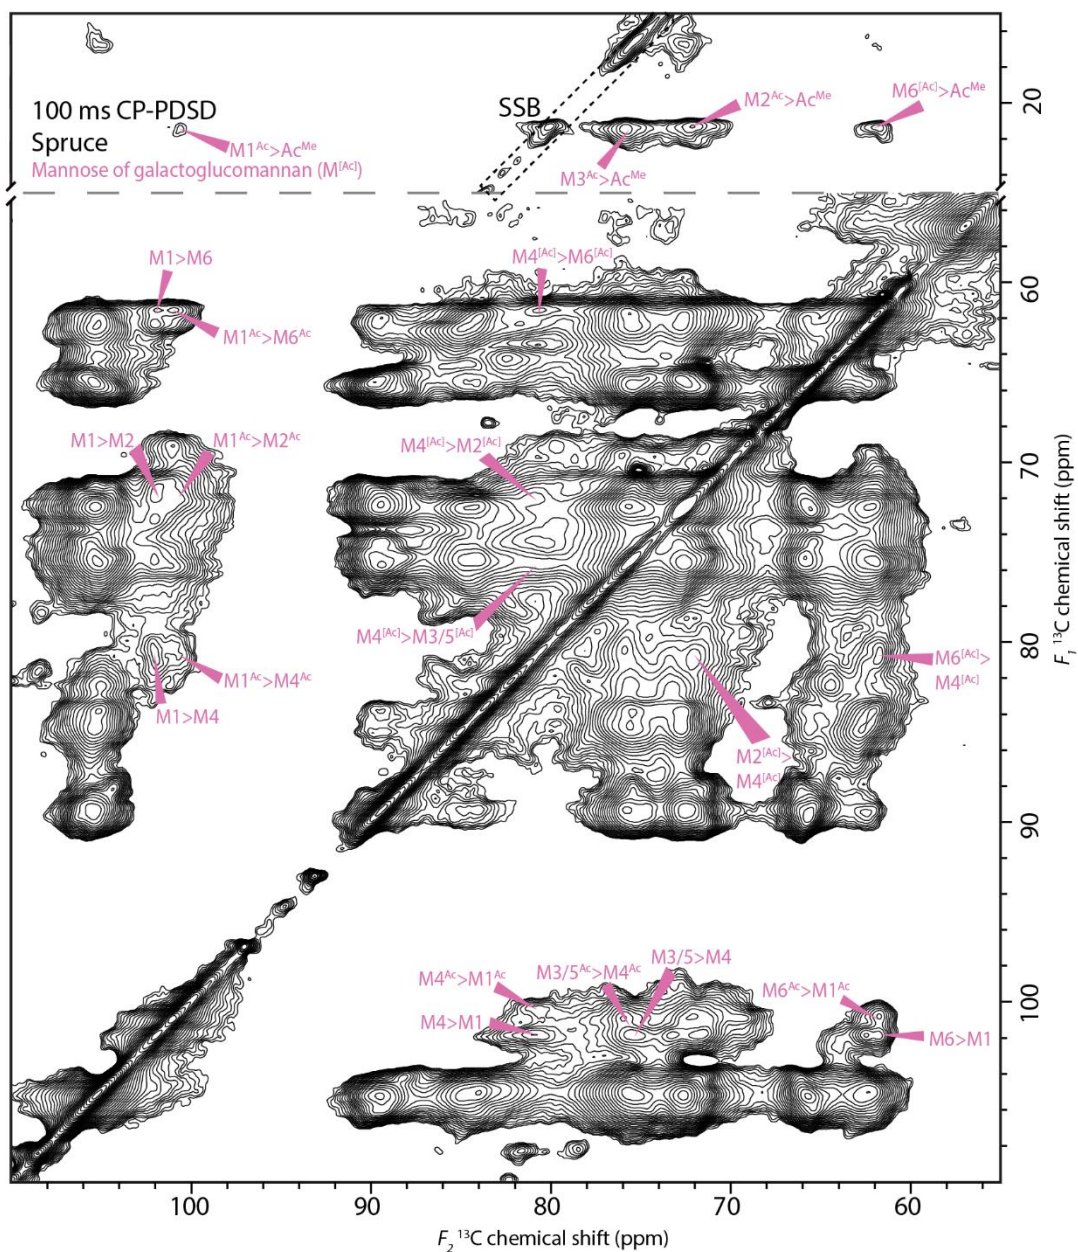 20
100 ms CP-PDSD
Spruce
Mannose of galactoglucomannan (M[Ac])
SSB
M1Ac>AcMe
M2Ac>AcMe
M6[Ac]>AcMe
M3Ac>AcMe
M1>M6
M1Ac>M6Ac
M4[Ac]>M6[Ac]
60
M1>M2
M1Ac>M2Ac
M4[Ac]>M2[Ac]
70
M4[Ac]>M3/5[Ac]
M1Ac>M4Ac
M1>M4
M6[Ac]>
M4[Ac]
80
M2[Ac]>
M4[Ac]
90
M4Ac>M1Ac
M3/5Ac>M4Ac
M3/5>M4
M6Ac>M1Ac
M4>M1
M6>M1
100
F1 13C chemical shift (ppm)
100
90
80
70
60
F2 13C chemical shift (ppm)